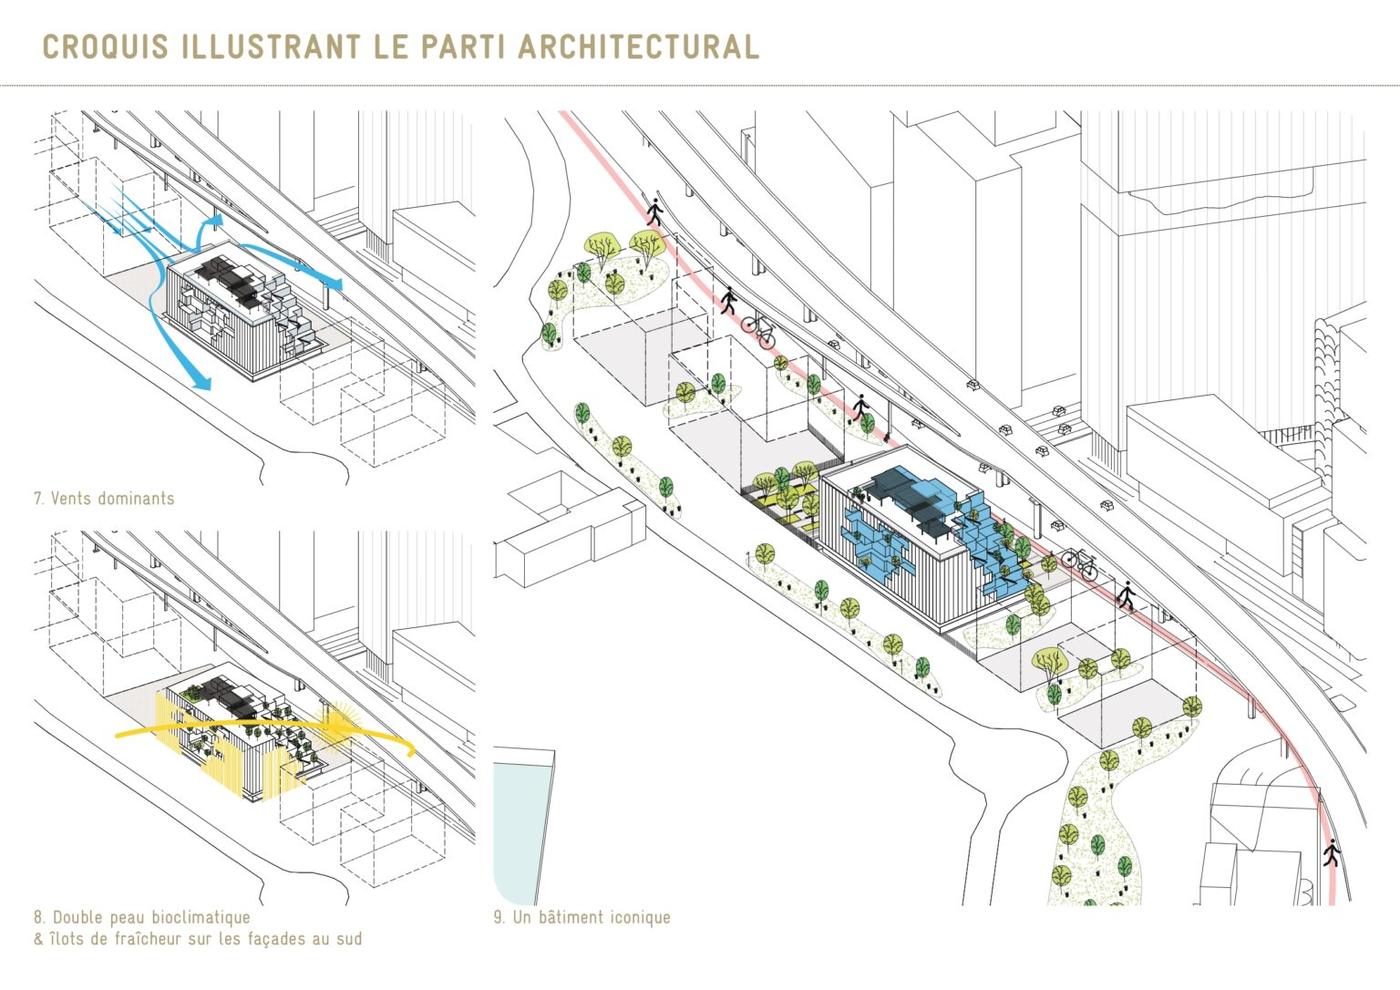 CROQUIS ILLUSTRANT LE PARTI ARCHITECTURAL
7. Vents dominants
8. Double peau bioclimatique
& îlots de fraîcheur sur les façades au sud
9. Un bâtiment iconique